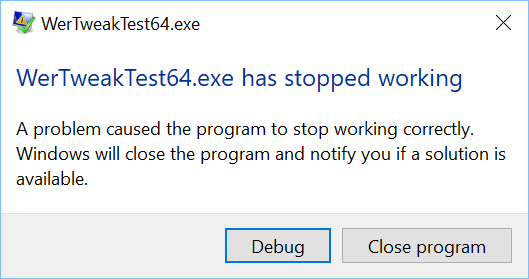 WerTweakTest64.exe
WerTweakTest64.exe has stopped working
A problem caused the program to stop working correctly.
Windows will close the program and notify you if a solution is
available.
Debug
Close program